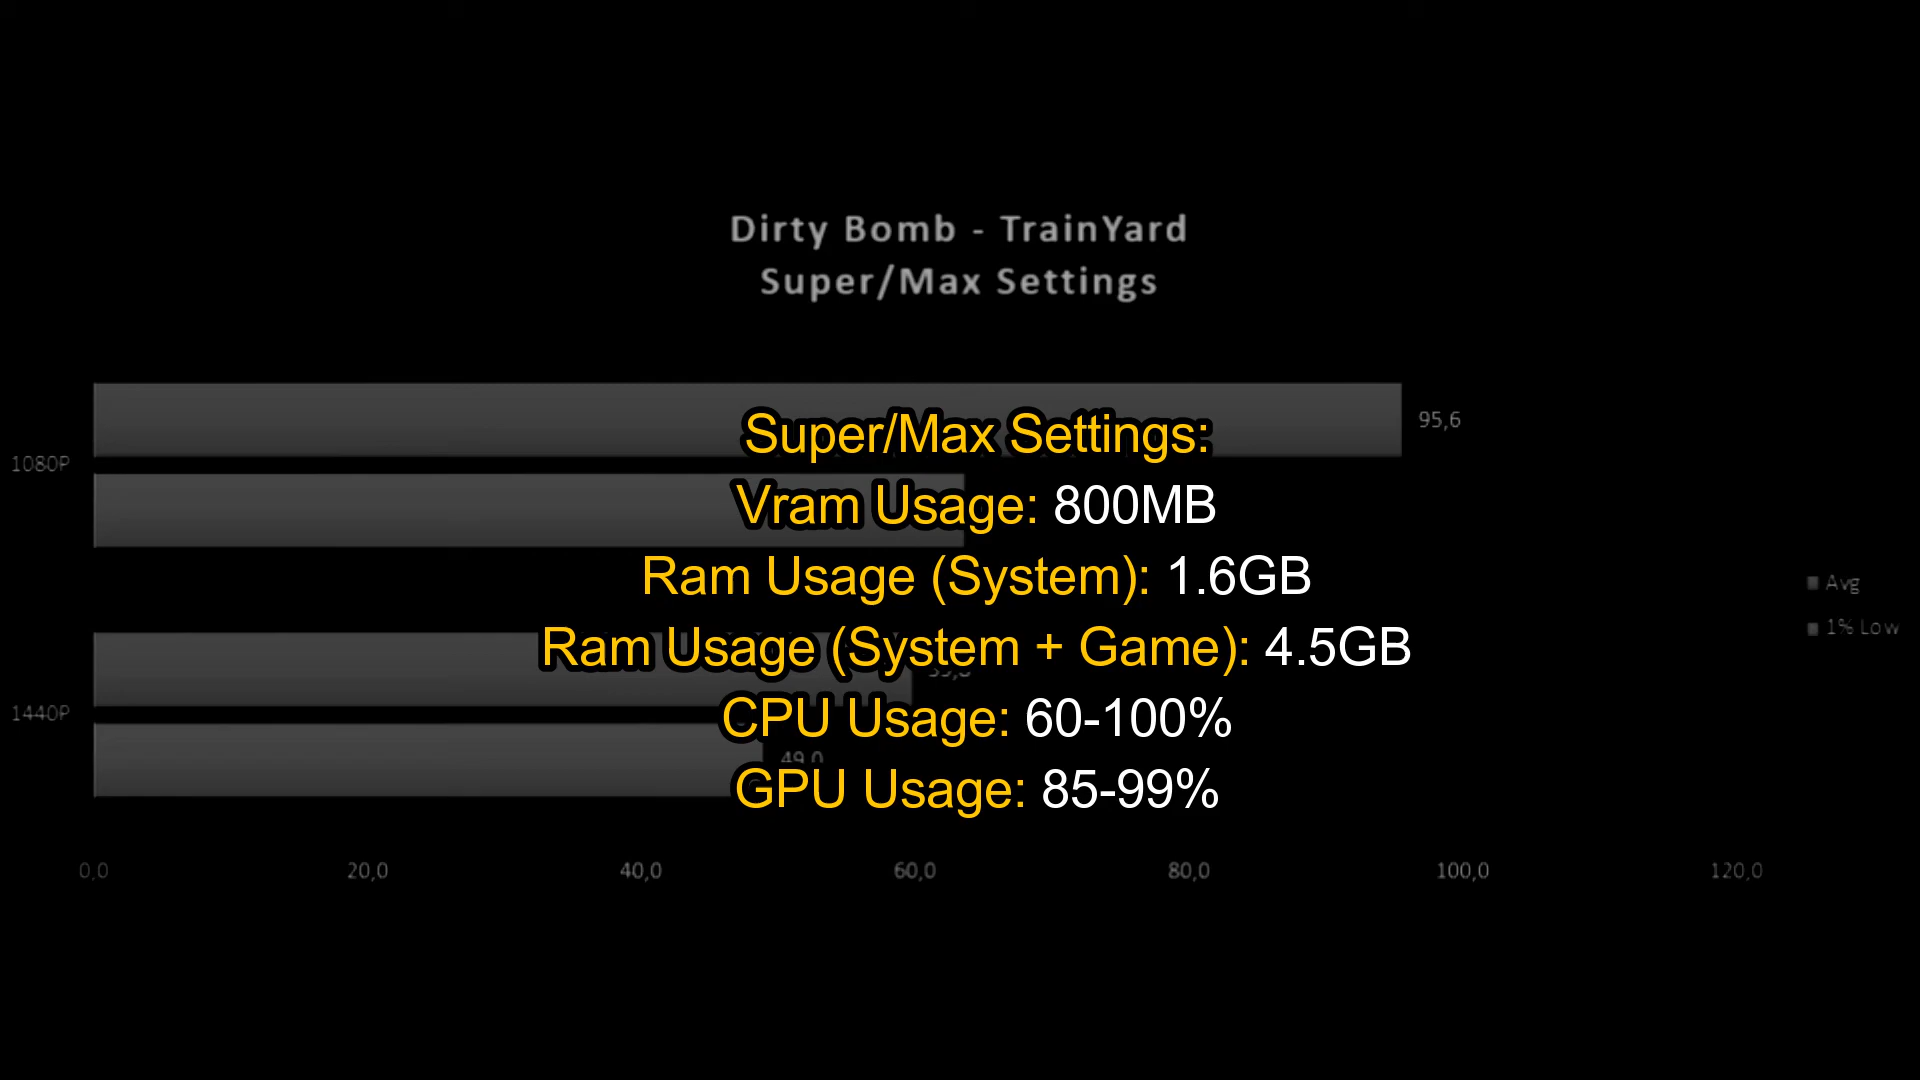 Dirty Bomb - TrainYard
Super/Max Settings
95,6
Super/Max Settings:
1080P
Vram Usage: 800MB
Ram Usage (System): 1.6GB
Avg
1% Low
Ram Usage (System + Game): 4.5GB
1440P
CPU Usage: 60-100%
49,0
GPU Usage: 85-99%
0,0 20,0 40,0 60,0 80,0 100,0 120,0